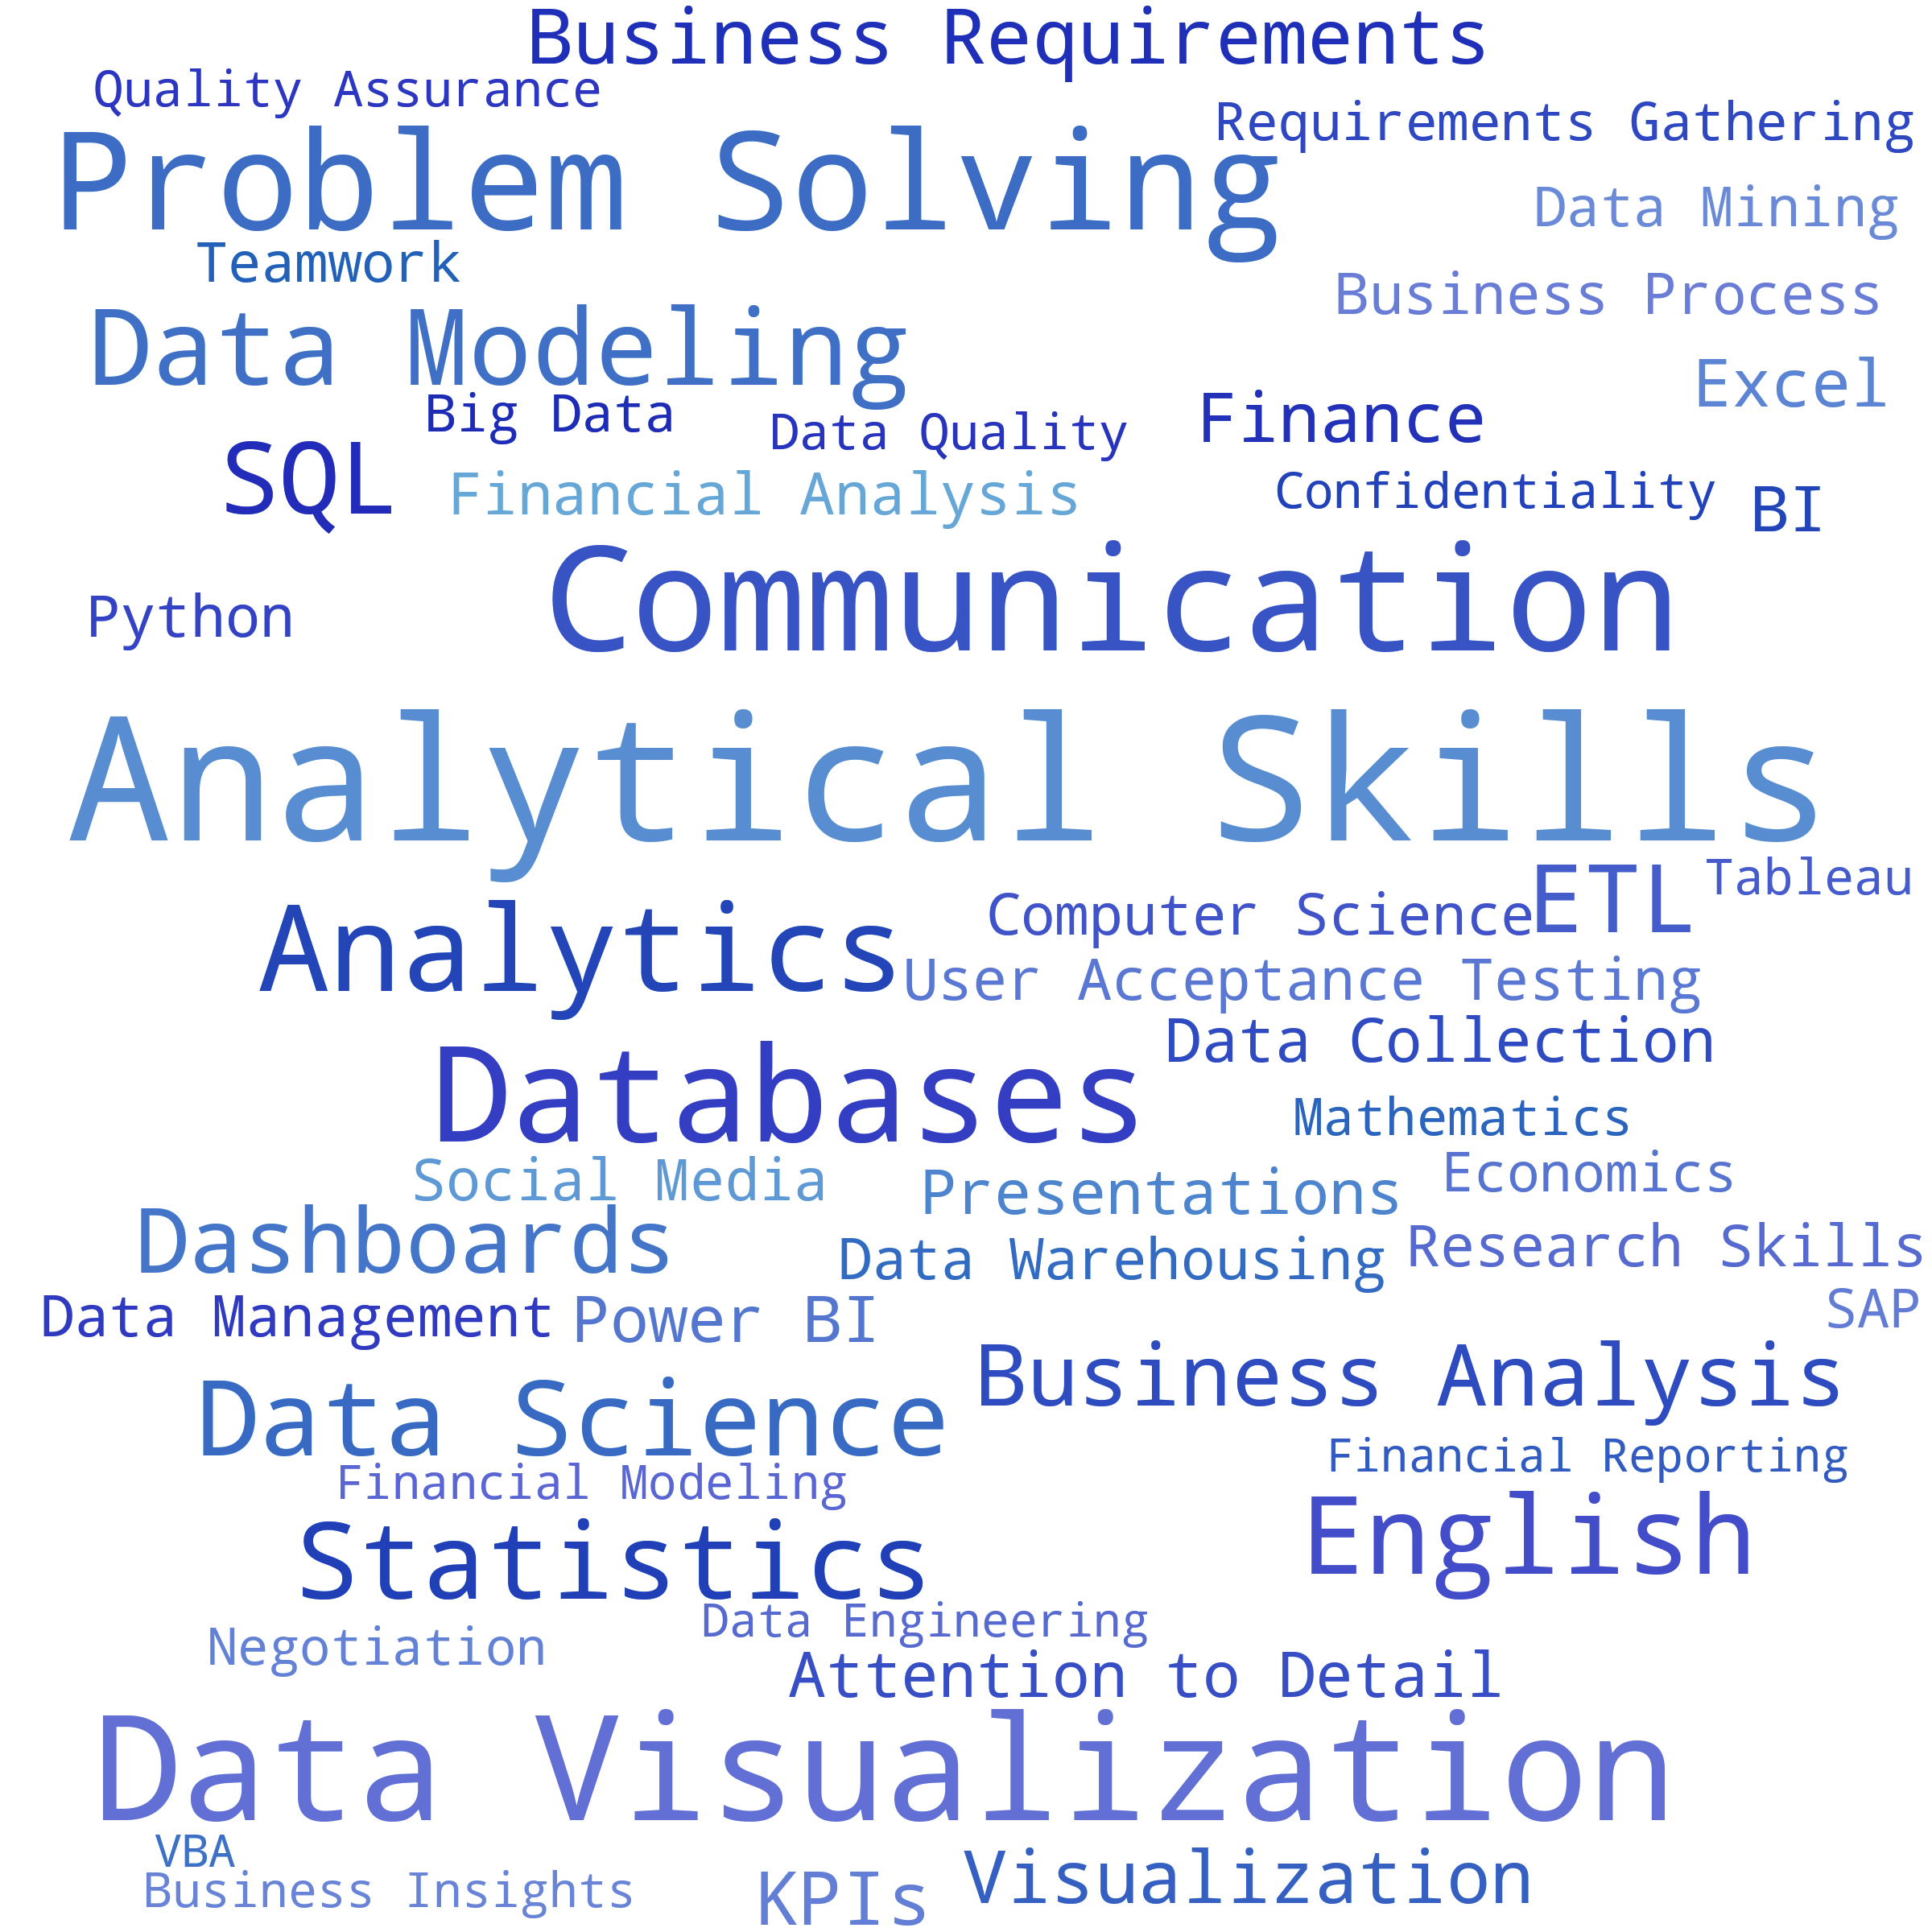 Business Requirements
Quality Assurance
Requirements Gathering
Problem Solving
Data Mining
Teamwork
Business Process
Data Modeling
Excel
Big Data
Data Quality
Finance
SQL
Financial Analysis
Confidentiality
BI
Communication
Python
Analytical Skills
Tableau
ETL
Computer Science
Analytics
User Acceptance Testing
Data Collection
Databases
Mathematics
Social Media
Presentations
Economics
Dashboards
Data Warehousing
Research Skills
Data Management
Power BI
SAP
Business Analysis
Data Science
Financial Reporting
Financial Modeling
English
Statistics
Data Engineering
Negotiation
Attention to Detail
Data Visualization
VBA
Business Insights
KPIs
Visualization